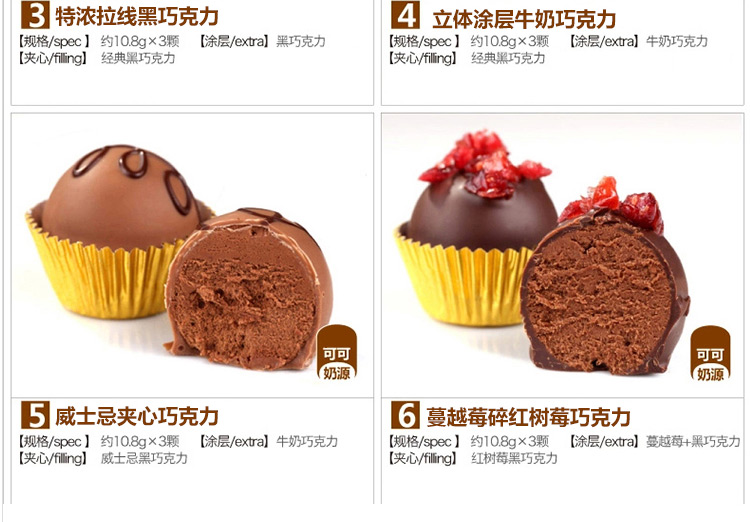 3 特浓拉线黑巧克力
【规格/spec 】 约10.8g×3颗 【涂层/extra】 黑巧克力
【夹心/filling】 经典黑巧克力
4 立体涂层牛奶巧克力
【规格/spec 】 约10.8g×3颗 【涂层/extra】 牛奶巧克力
【夹心/filling】 经典黑巧克力
可可
奶源
可可
奶源
5 威士忌夹心巧克力
【规格/spec 】 约10.8g×3颗 【涂层/extra】 牛奶巧克力
【夹心/filling】 威士忌黑巧克力
6 蔓越莓碎红树莓巧克力
【规格/spec 】 约10.8g×3颗 【涂层/extra】 蔓越莓+黑巧克力
【夹心/filling】 红树莓黑巧克力